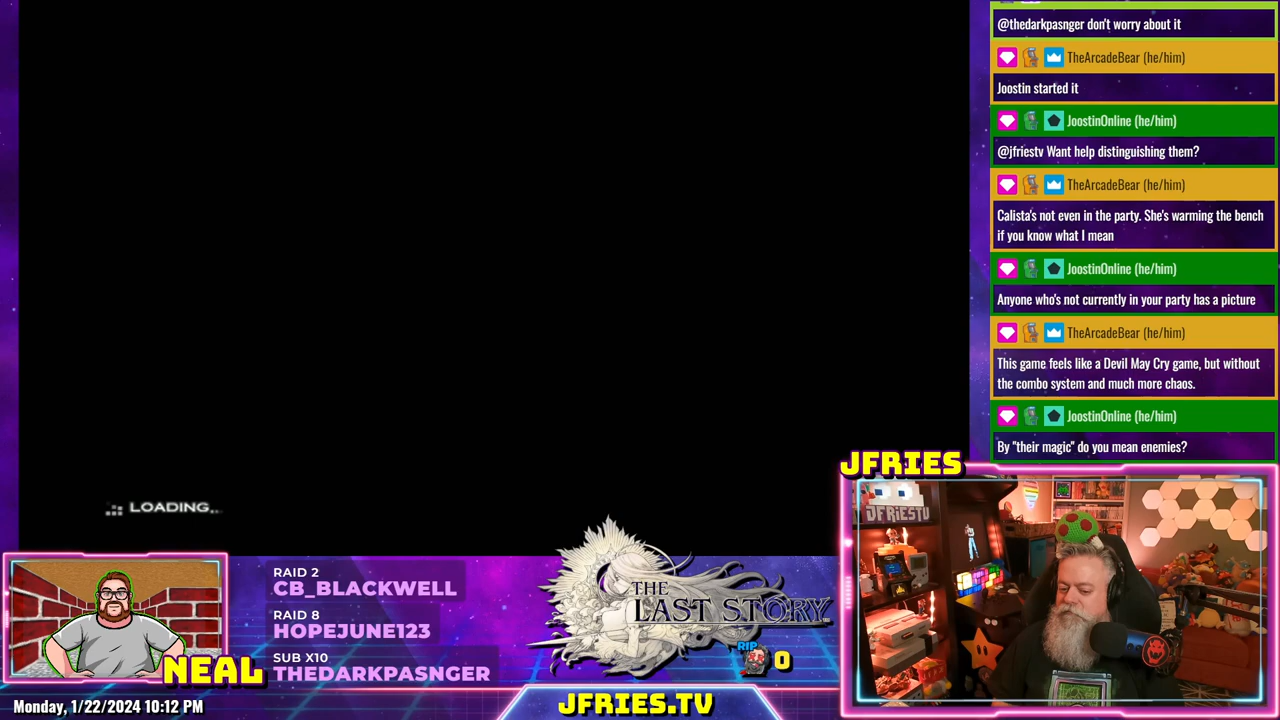 @thedarkpasnger don't worry about it
TheArcadeBear (he/him)
Joostin started it
JoostinOnline (he/him)
@jfriestv Want help distinguishing them?
TheArcadeBear (he/him)
Calista's not even in the party. She's warming the bench
if you know what I mean
JoostinOnline (he/him)
Anyone who's not currently in your party has a picture
TheArcadeBear (he/him)
This game feels like a Devil May Cry game, but without
the combo system and much more chaos.
JoostinOnline (he/him)
By "their magic" do you mean enemies?
JFRIES
JFRIESTV
LOADING...
RAID 2
CB_BLACKWELL
RAID 8
HOPEJUNE123
SUB X10
THEDARKPASNGER
NEAL
THE
LAST STORY
RIP
0
JFRIES.TV
Monday, 1/22/2024 10:12 PM